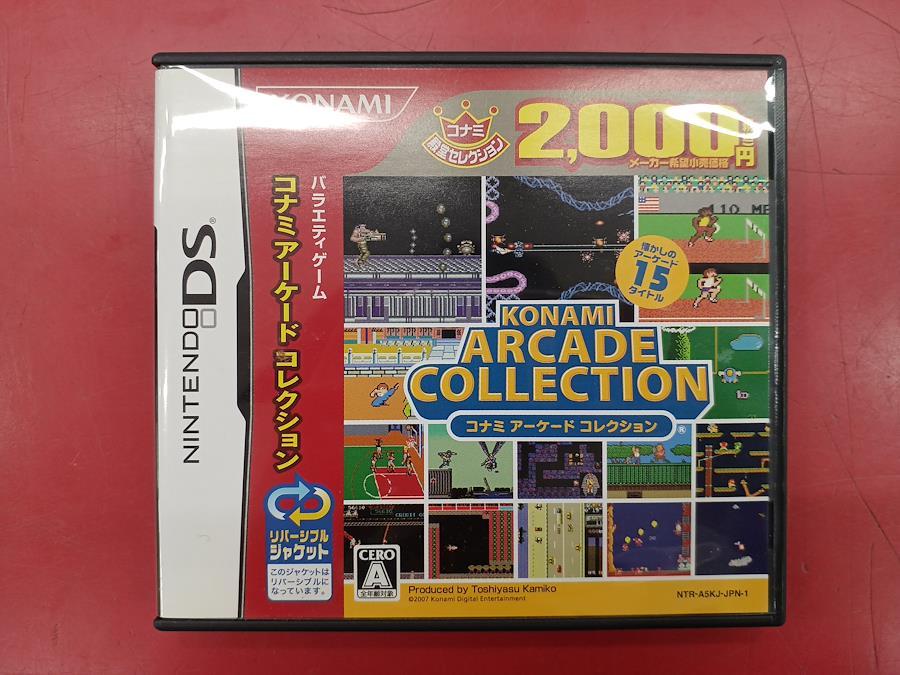 KONAMI
コナミ
殿堂セレクション
2,000円
メーカー希望小売価格
NINTENDO DS®
バラエティゲーム
コナミ アーケード コレクション
110 M
懐かしの
アーケード
15
タイトル
KONAMI
ARCADE
COLLECTION
コナミ アーケード コレクション
®
リバーシブル
ジャケット
このジャケットは
リバーシブルに
なっています。
CERO
A
全年齢対象
Produced by Toshiyasu Kamiko
©2007 Konami Digital Entertainment
NTR-A5KJ-JPN-1